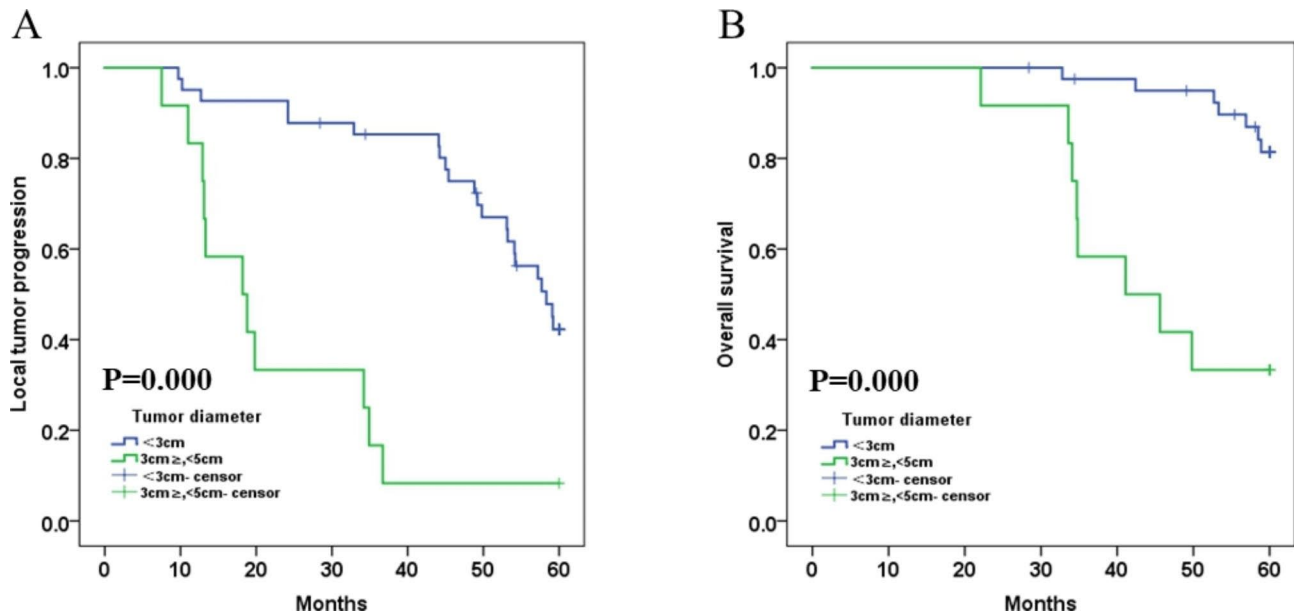 A
1.0
0.8
0.6
0.4
0.2
0.0
Local tumor progression
P=0.000
Tumor diameter
<3cm
3cm≥,<5cm
<3cm- censor
3cm≥,<5cm- censor
0 10 20 30 40 50 60
Months
B
1.0
0.8
0.6
0.4
0.2
0.0
Overall survival
P=0.000
Tumor diameter
<3cm
3cm≥,<5cm
<3cm- censor
3cm≥,<5cm- censor
0 10 20 30 40 50 60
Months